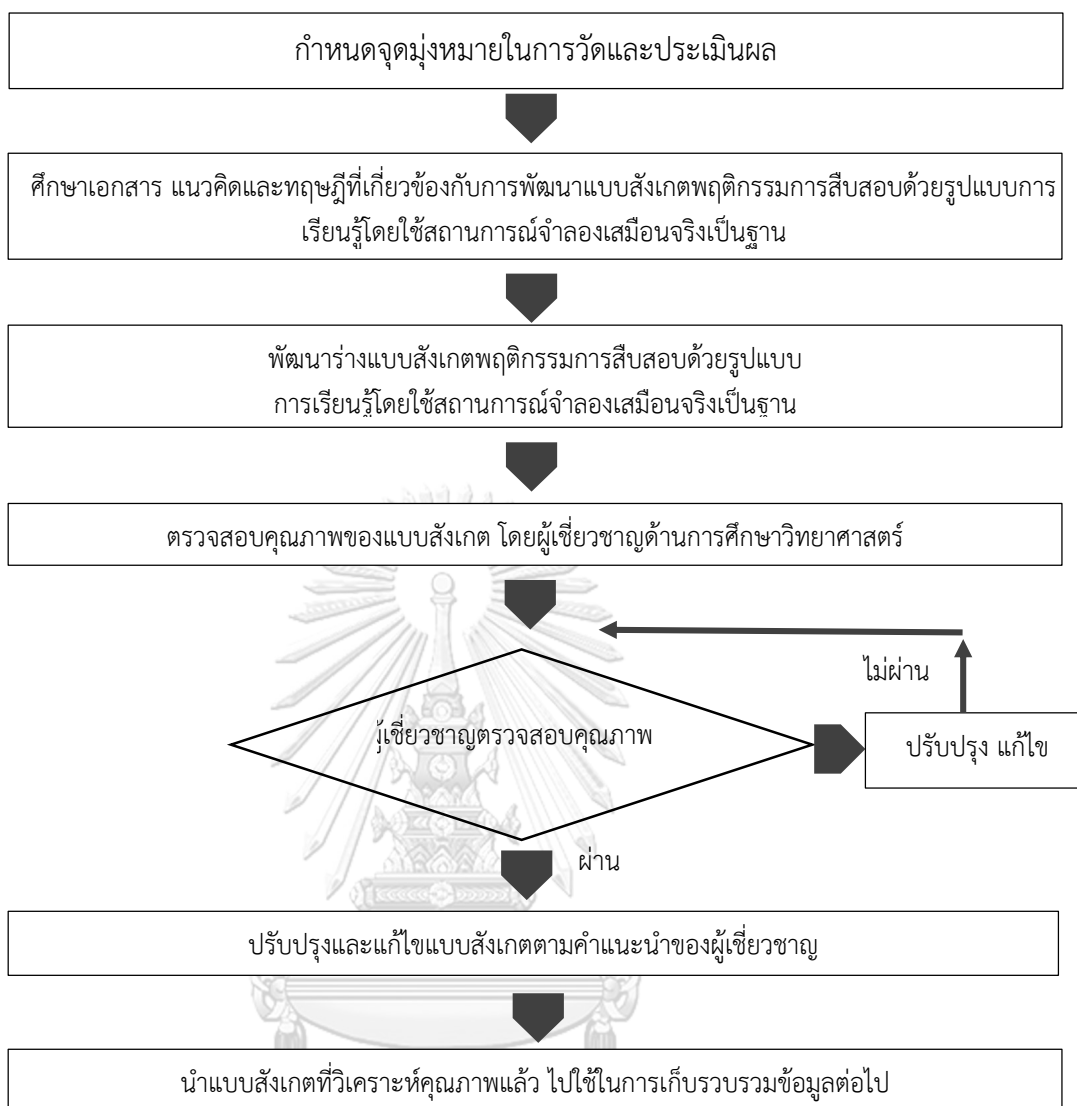 กำหนดจุดมุ่งหมายในการวัดและประเมินผล
ศึกษาเอกสาร แนวคิดและทฤษฎีที่เกี่ยวข้องกับการพัฒนาแบบสังเกตพฤติกรรมการสืบสอบด้วยรูปแบบการ
เรียนรู้โดยใช้สถานการณ์จำลองเสมือนจริงเป็นฐาน
พัฒนาร่างแบบสังเกตพฤติกรรมการสืบสอบด้วยรูปแบบ
การเรียนรู้โดยใช้สถานการณ์จำลองเสมือนจริงเป็นฐาน
ตรวจสอบคุณภาพของแบบสังเกต โดยผู้เชี่ยวชาญด้านการศึกษาวิทยาศาสตร์
ไม่ผ่าน
ผู้เชี่ยวชาญตรวจสอบคุณภาพ
ปรับปรุง แก้ไข
ผ่าน
ปรับปรุงและแก้ไขแบบสังเกตตามคำแนะนำของผู้เชี่ยวชาญ
นำแบบสังเกตที่วิเคราะห์คุณภาพแล้ว ไปใช้ในการเก็บรวบรวมข้อมูลต่อไป